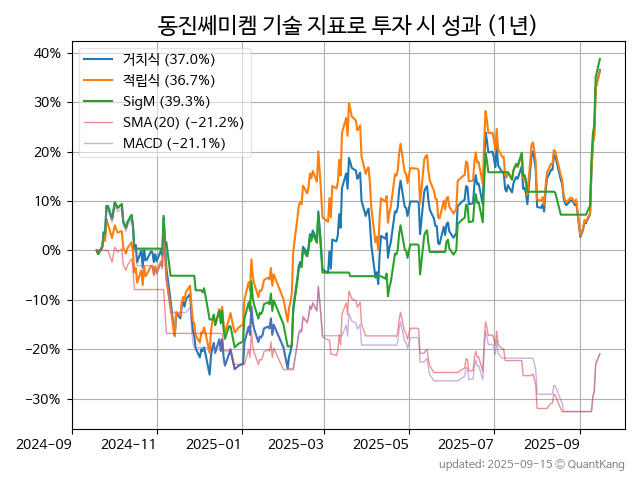 동진쎄미켐 기술 지표로 투자 시 성과 (1년)
40%
30%
20%
10%
0%
−10%
−20%
−30%
거치식 (37.0%)
적립식 (36.7%)
SigM (39.3%)
SMA(20) (−21.2%)
MACD (−21.1%)
2024-09 2024-11 2025-01 2025-03 2025-05 2025-07 2025-09
updated: 2025-09-15 © QuantKang